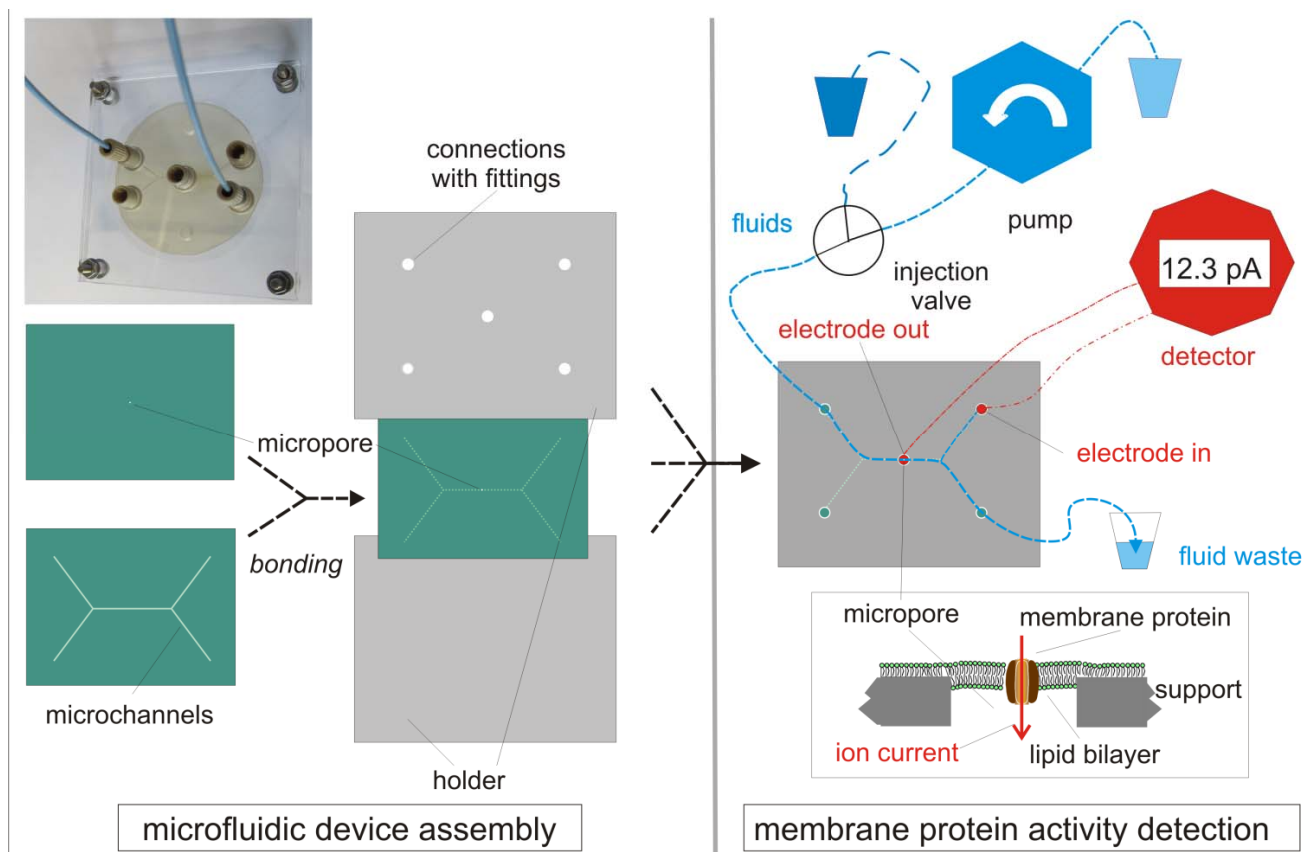 connections
with fittings
micropore
bonding
microchannels
holder
microfluidic device assembly
fluids
pump
injection
valve
12.3 pA
electrode out
detector
electrode in
fluid waste
micropore
membrane protein
support
ion current
lipid bilayer
membrane protein activity detection